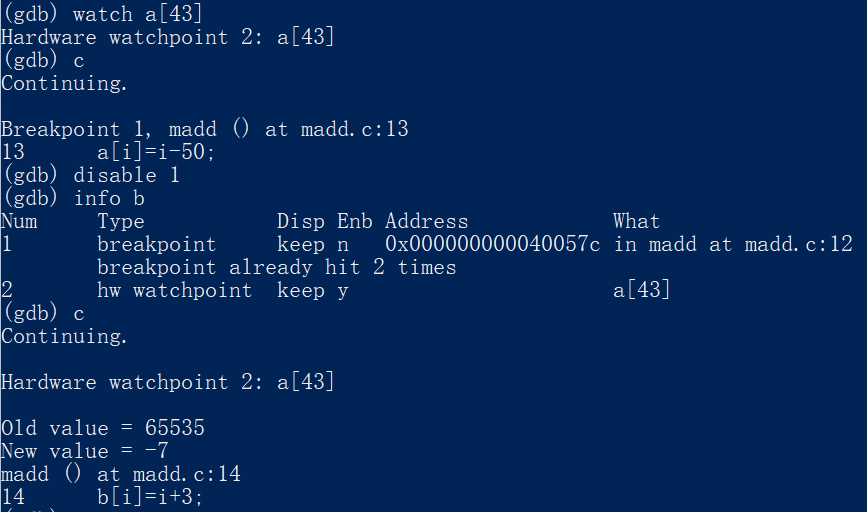 (gdb) watch a[43]
Hardware watchpoint 2: a[43]
(gdb) c
Continuing.
Breakpoint 1, madd () at madd.c:13
13      a[i]=i-50;
(gdb) disable 1
(gdb) info b
Num     Type           Disp Enb Address            What
1       breakpoint     keep n   0x000000000040057c in madd at madd.c:12
        breakpoint already hit 2 times
2       hw watchpoint  keep y                      a[43]
(gdb) c
Continuing.
Hardware watchpoint 2: a[43]
Old value = 65535
New value = -7
madd () at madd.c:14
14      b[i]=i+3;